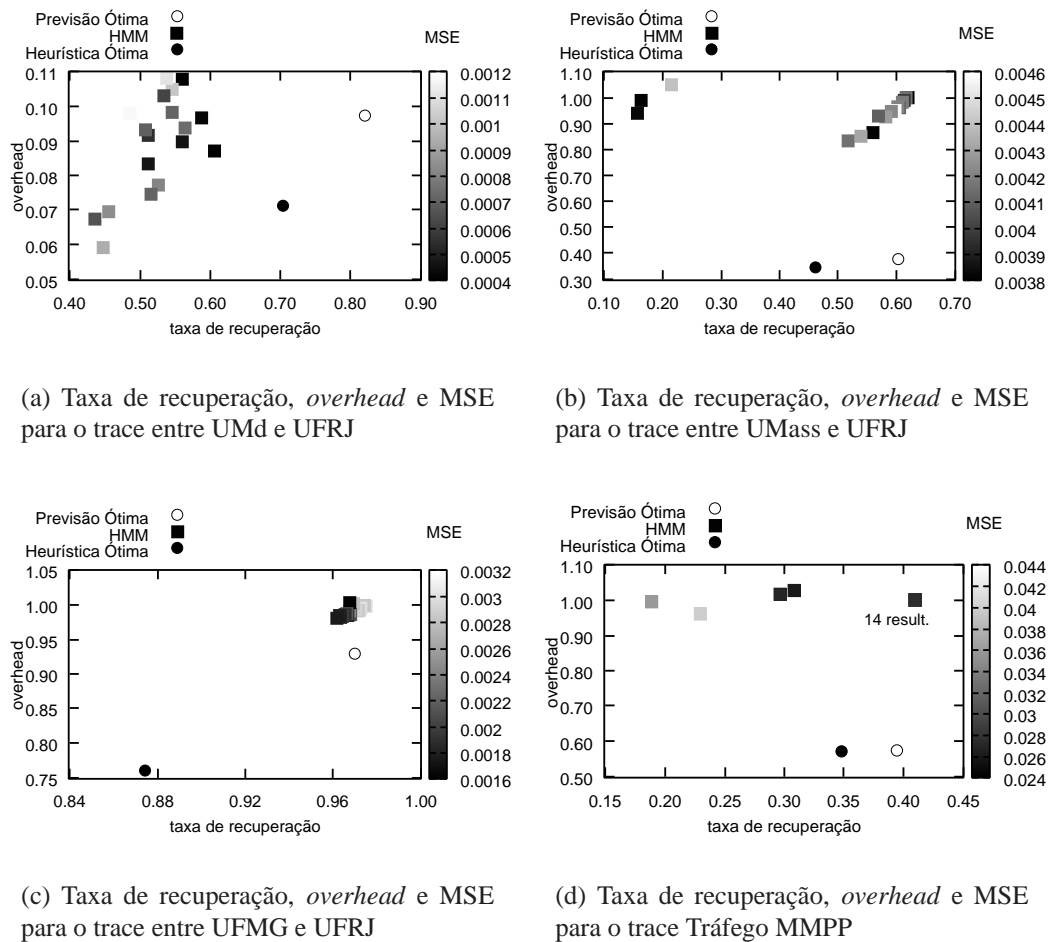 Previsão Ótima
HMM
Heurística Ótima
MSE
0.11
0.10
0.09
0.08
0.07
0.06
0.05
overhead
0.40 0.50 0.60 0.70 0.80 0.90
taxa de recuperação
0.0012
0.001
0.0009
0.0008
0.0007
0.0006
0.0005
0.0004
Previsão Ótima
HMM
Heurística Ótima
MSE
1.10
1.00
0.90
0.80
0.70
0.60
0.50
0.40
0.30
overhead
0.10 0.20 0.30 0.40 0.50 0.60 0.70
taxa de recuperação
0.0046
0.0045
0.0044
0.0043
0.0042
0.0041
0.004
0.0039
0.0038
(a) Taxa de recuperação, overhead e MSE
para o trace entre UMd e UFRJ
(b) Taxa de recuperação, overhead e MSE
para o trace entre UMass e UFRJ
Previsão Ótima
HMM
Heurística Ótima
MSE
1.05
1.00
0.95
0.90
0.85
0.80
0.75
overhead
0.84 0.88 0.92 0.96 1.00
taxa de recuperação
0.0032
0.003
0.0028
0.0026
0.0024
0.0022
0.002
0.0018
0.0016
Previsão Ótima
HMM
Heurística Ótima
MSE
1.10
1.00
0.90
0.80
0.70
0.60
0.50
overhead
14 result.
0.15 0.20 0.25 0.30 0.35 0.40 0.45
taxa de recuperação
0.044
0.042
0.04
0.038
0.036
0.034
0.032
0.03
0.028
0.026
0.024
(c) Taxa de recuperação, overhead e MSE
para o trace entre UFMG e UFRJ
(d) Taxa de recuperação, overhead e MSE
para o trace Tráfego MMPP